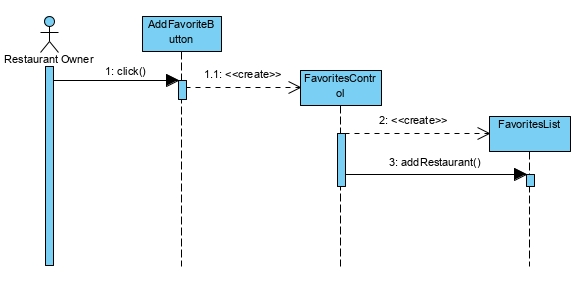 AddFavoriteB
utton
Restaurant Owner
1: click()
1.1: <<create>>
FavoritesContr
ol
2: <<create>>
FavoritesList
3: addRestaurant()